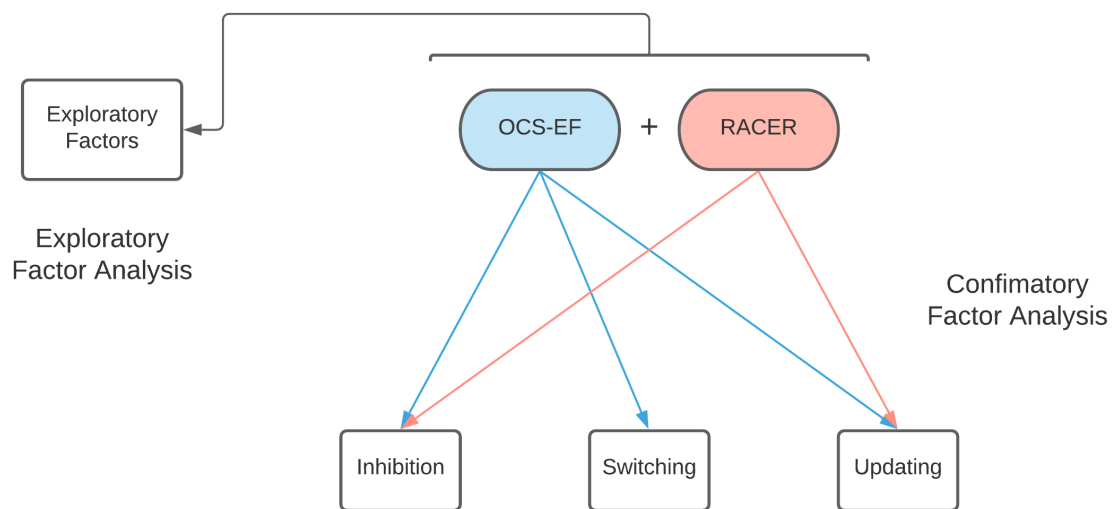 Exploratory
Factors
OCS-EF
+
RACER
Exploratory
Factor Analysis
Confimatory
Factor Analysis
Inhibition
Switching
Updating